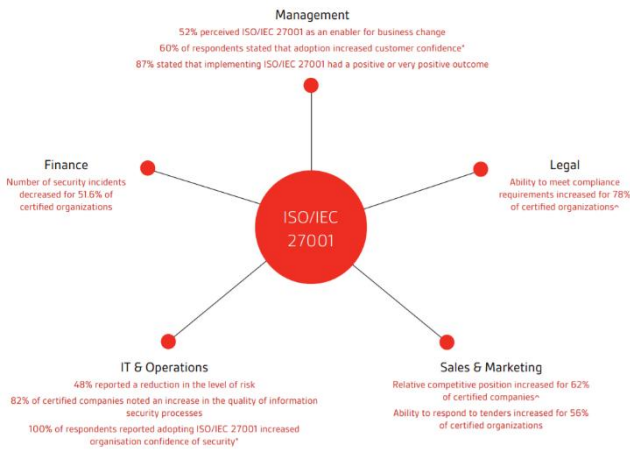 Management
52% perceived ISO/IEC 27001 as an enabler for business change
60% of respondents stated that adoption increased customer confidence*
87% stated that implementing ISO/IEC 27001 had a positive or very positive outcome
Finance
Number of security incidents
decreased for 51.6% of
certified organizations
Legal
Ability to meet compliance
requirements increased for 78%
of certified organizations^
ISO/IEC
27001
IT & Operations
48% reported a reduction in the level of risk
82% of certified companies noted an increase in the quality of information
security processes
100% of respondents reported adopting ISO/IEC 27001 increased
organisation confidence of security*
Sales & Marketing
Relative competitive position increased for 62%
of certified companies^
Ability to respond to tenders increased for 56%
of certified organizations